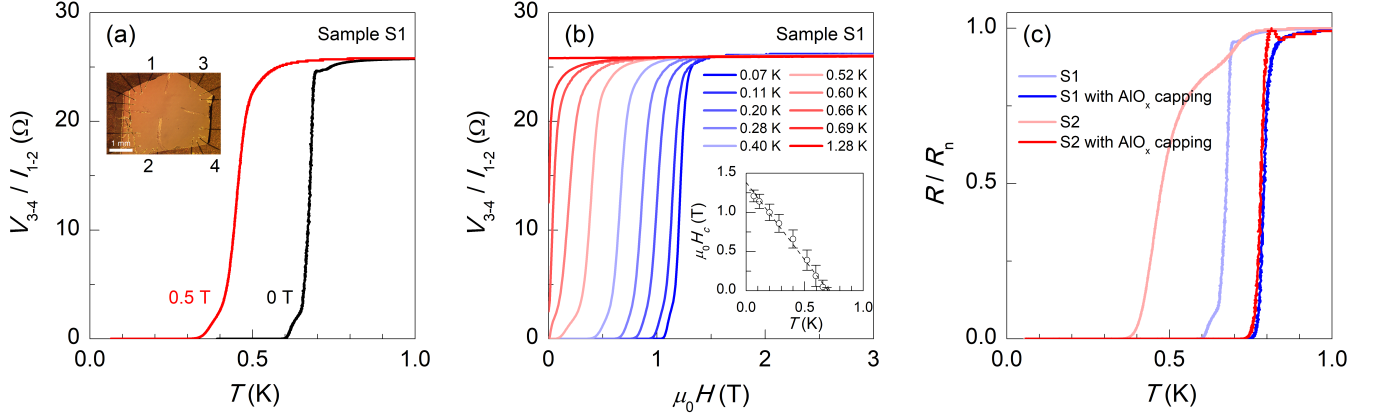 (a)
Sample S1
30
20
10
0
V3-4 / I1-2 (Ω)
1
3
1 mm
2
4
0.5 T
0 T
0.0
0.5
1.0
T (K)
(b)
Sample S1
30
20
10
0
V3-4 / I1-2 (Ω)
0.07 K
0.11 K
0.20 K
0.28 K
0.40 K
0.52 K
0.60 K
0.66 K
0.69 K
1.28 K
1.5
1.0
0.5
0.0
μ0Hc (T)
0.0
0.5
1.0
T (K)
0
1
2
3
μ0H (T)
(c)
1.0
0.5
0.0
R / Rn
S1
S1 with AlOx capping
S2
S2 with AlOx capping
0.0
0.5
1.0
T (K)